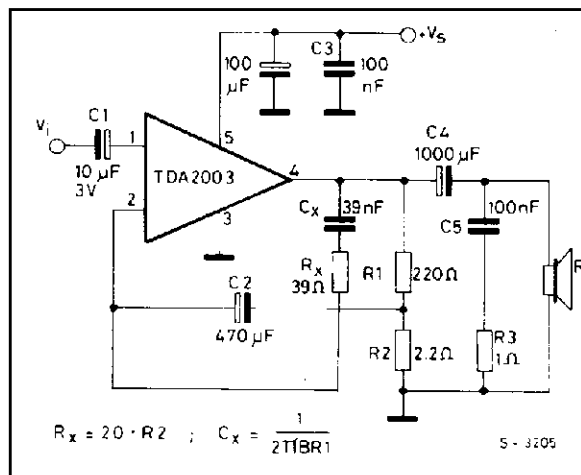 +Vs
C3
100 µF
100 nF
C1
Vi
10 µF
3V
1
5
TDA2003
2
4
3
C4
1000 µF
Cx
39nF
100nF
C5
Rx
39Ω
R1
220Ω
C2
470 µF
R2
2.2Ω
R3
1Ω
R
Rx = 20 · R2 ; Cx = 1 / 2πBR1
S - 3205